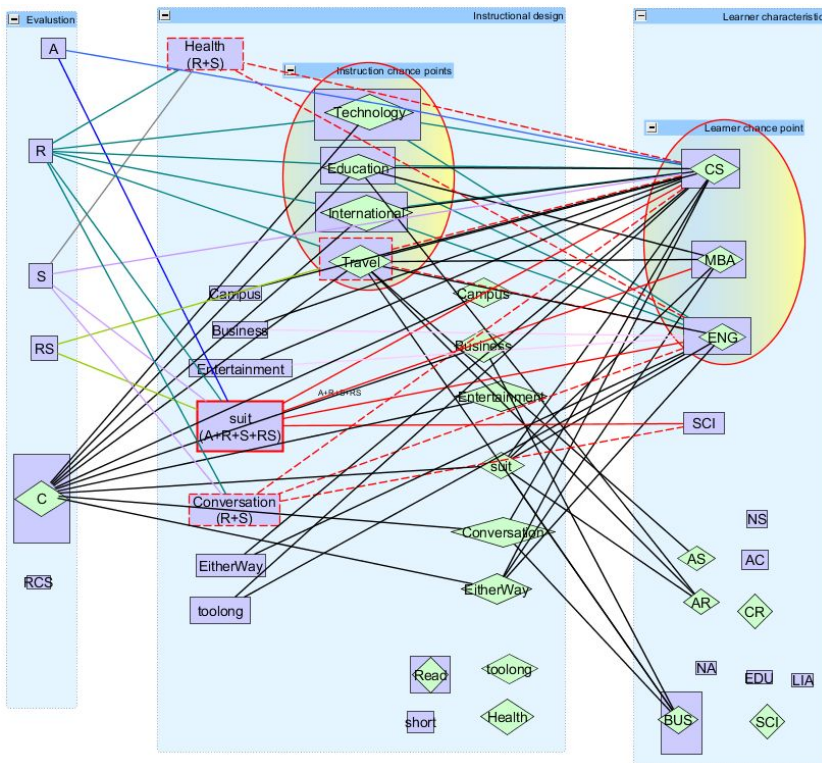 Evaluation
Instructional design
Learner characteristic
A
Health
(R+S)
Instruction chance points
Technology
Learner chance point
R
Education
CS
International
Travel
MBA
S
Campus
Campus
Business
ENG
RS
Business
Entertainment
A+R+S+RS
Entertainment
suit
(A+R+S+RS)
SCI
suit
C
Conversation
(R+S)
NS
Conversation
AS
AC
EitherWay
RCS
EitherWay
AR
CR
toolong
Read
toolong
NA
EDU
LIA
short
Health
BUS
SCI